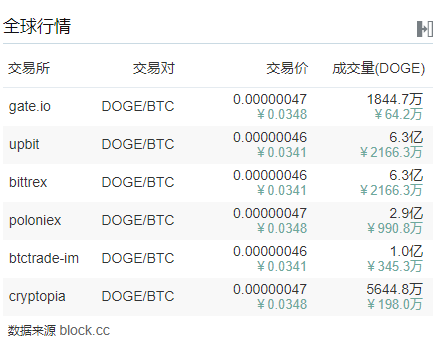 全球行情
交易所 交易对 交易价 成交量(DOGE)
gate.io DOGE/BTC 0.00000047 1844.7万
￥0.0348 ￥64.2万
upbit DOGE/BTC 0.00000046 6.3亿
￥0.0341 ￥2166.3万
bittrex DOGE/BTC 0.00000046 6.3亿
￥0.0341 ￥2166.3万
poloniex DOGE/BTC 0.00000047 2.9亿
￥0.0348 ￥990.8万
btctrade-im DOGE/BTC 0.00000046 1.0亿
￥0.0341 ￥345.3万
cryptopia DOGE/BTC 0.00000047 5644.8万
￥0.0348 ￥198.0万
数据来源 block.cc